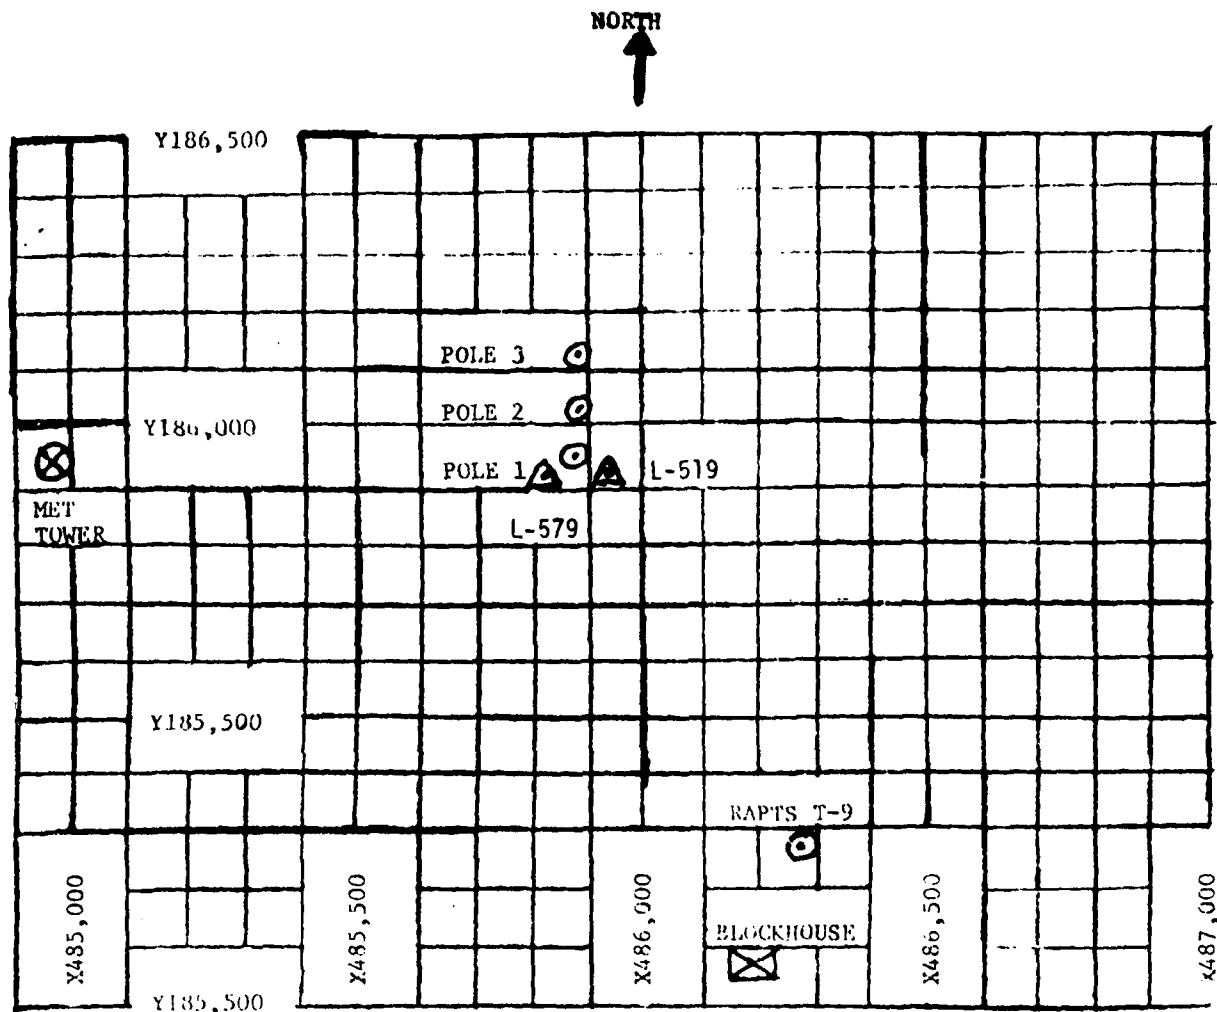 NORTH
Y186,500
POLE 3
POLE 2
Y186,000
POLE 1
L-519
MET
TOWER
L-579
Y185,500
RAPTS T-9
X485,000
X485,500
X486,000
X486,500
X487,000
BLOCKHOUSE
Y185,500